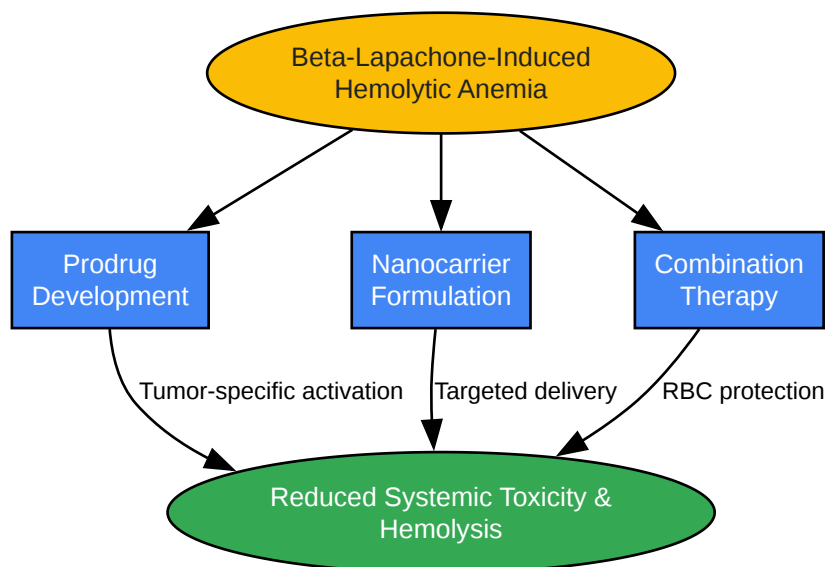 Beta-Lapachone-Induced
Hemolytic Anemia
Prodrug
Development
Nanocarrier
Formulation
Combination
Therapy
Tumor-specific activation
Targeted delivery
RBC protection
Reduced Systemic Toxicity &
Hemolysis